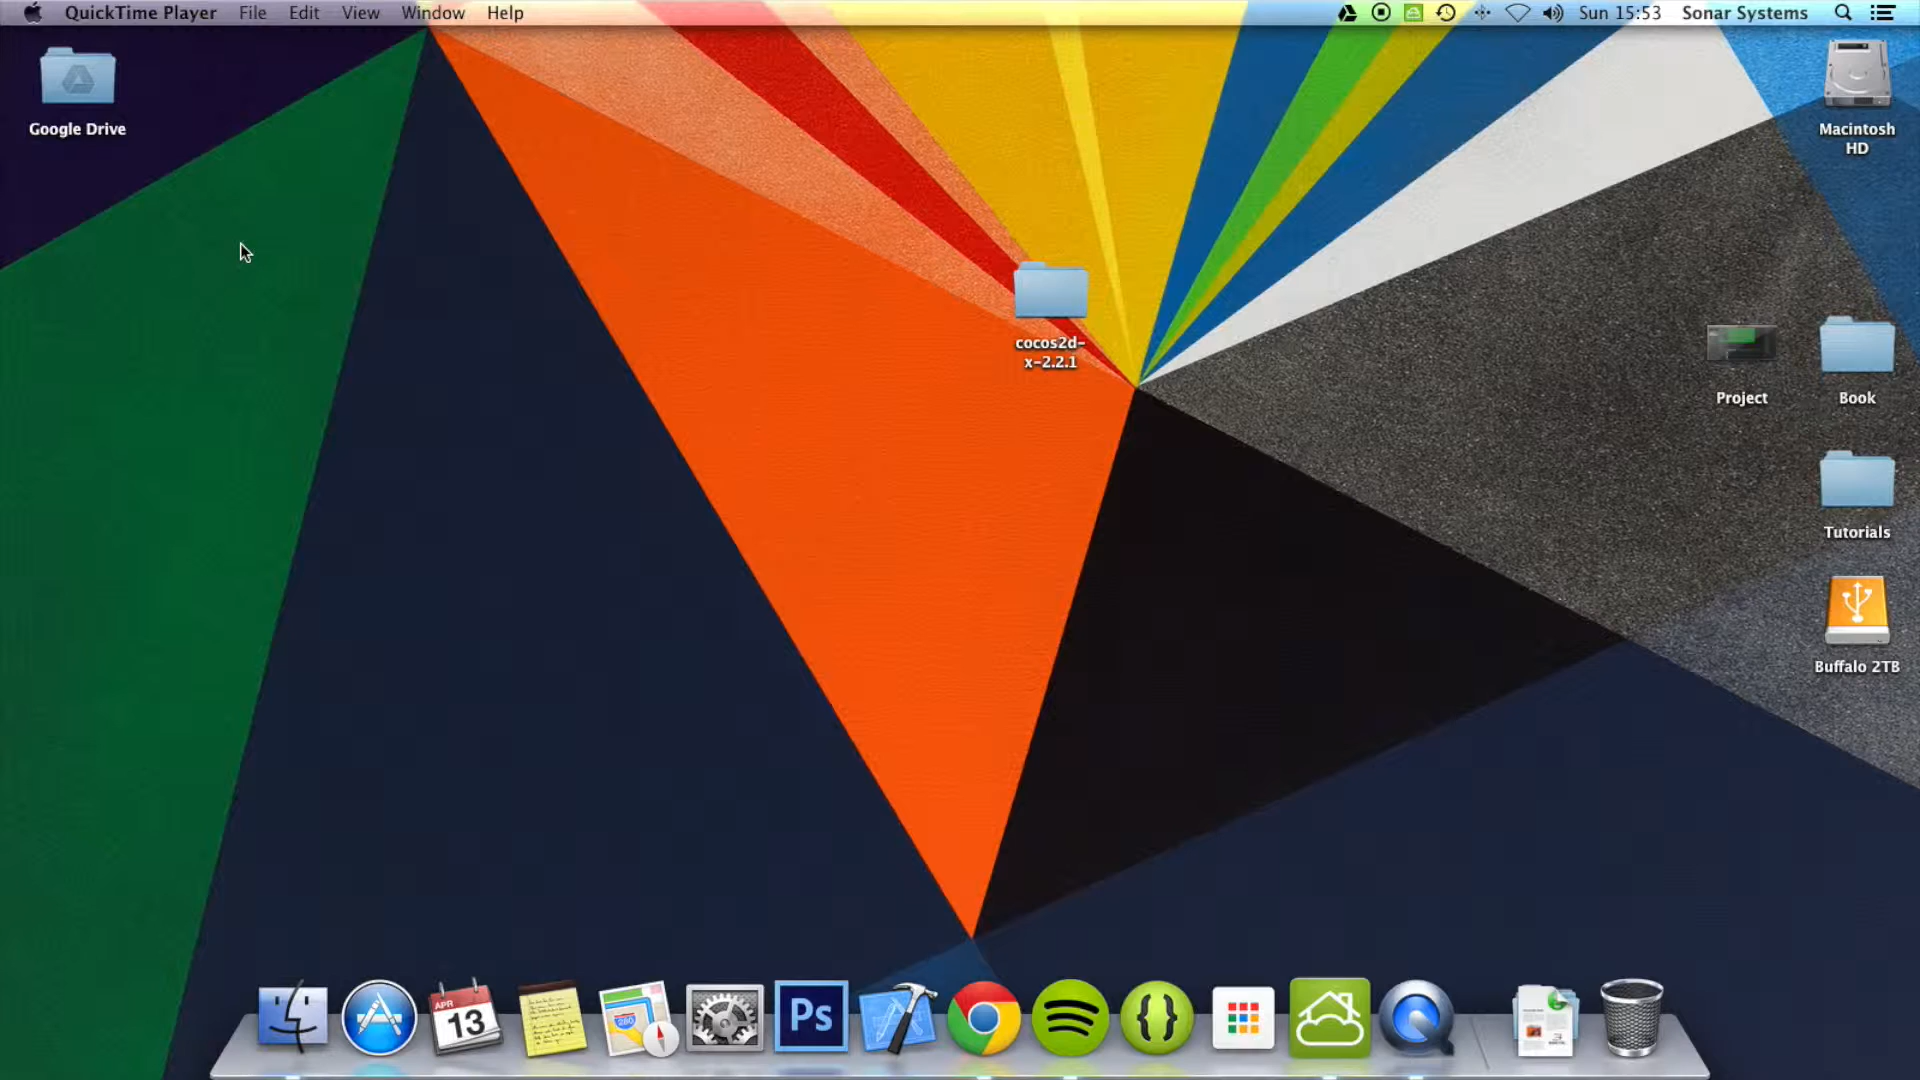 QuickTime Player File Edit View Window Help Sun 15:53 Sonar Systems
Google Drive
Macintosh
HD
cocos2d-
x-2.2.1
Project
Book
Tutorials
Buffalo 2TB
APR
13
280
Ps